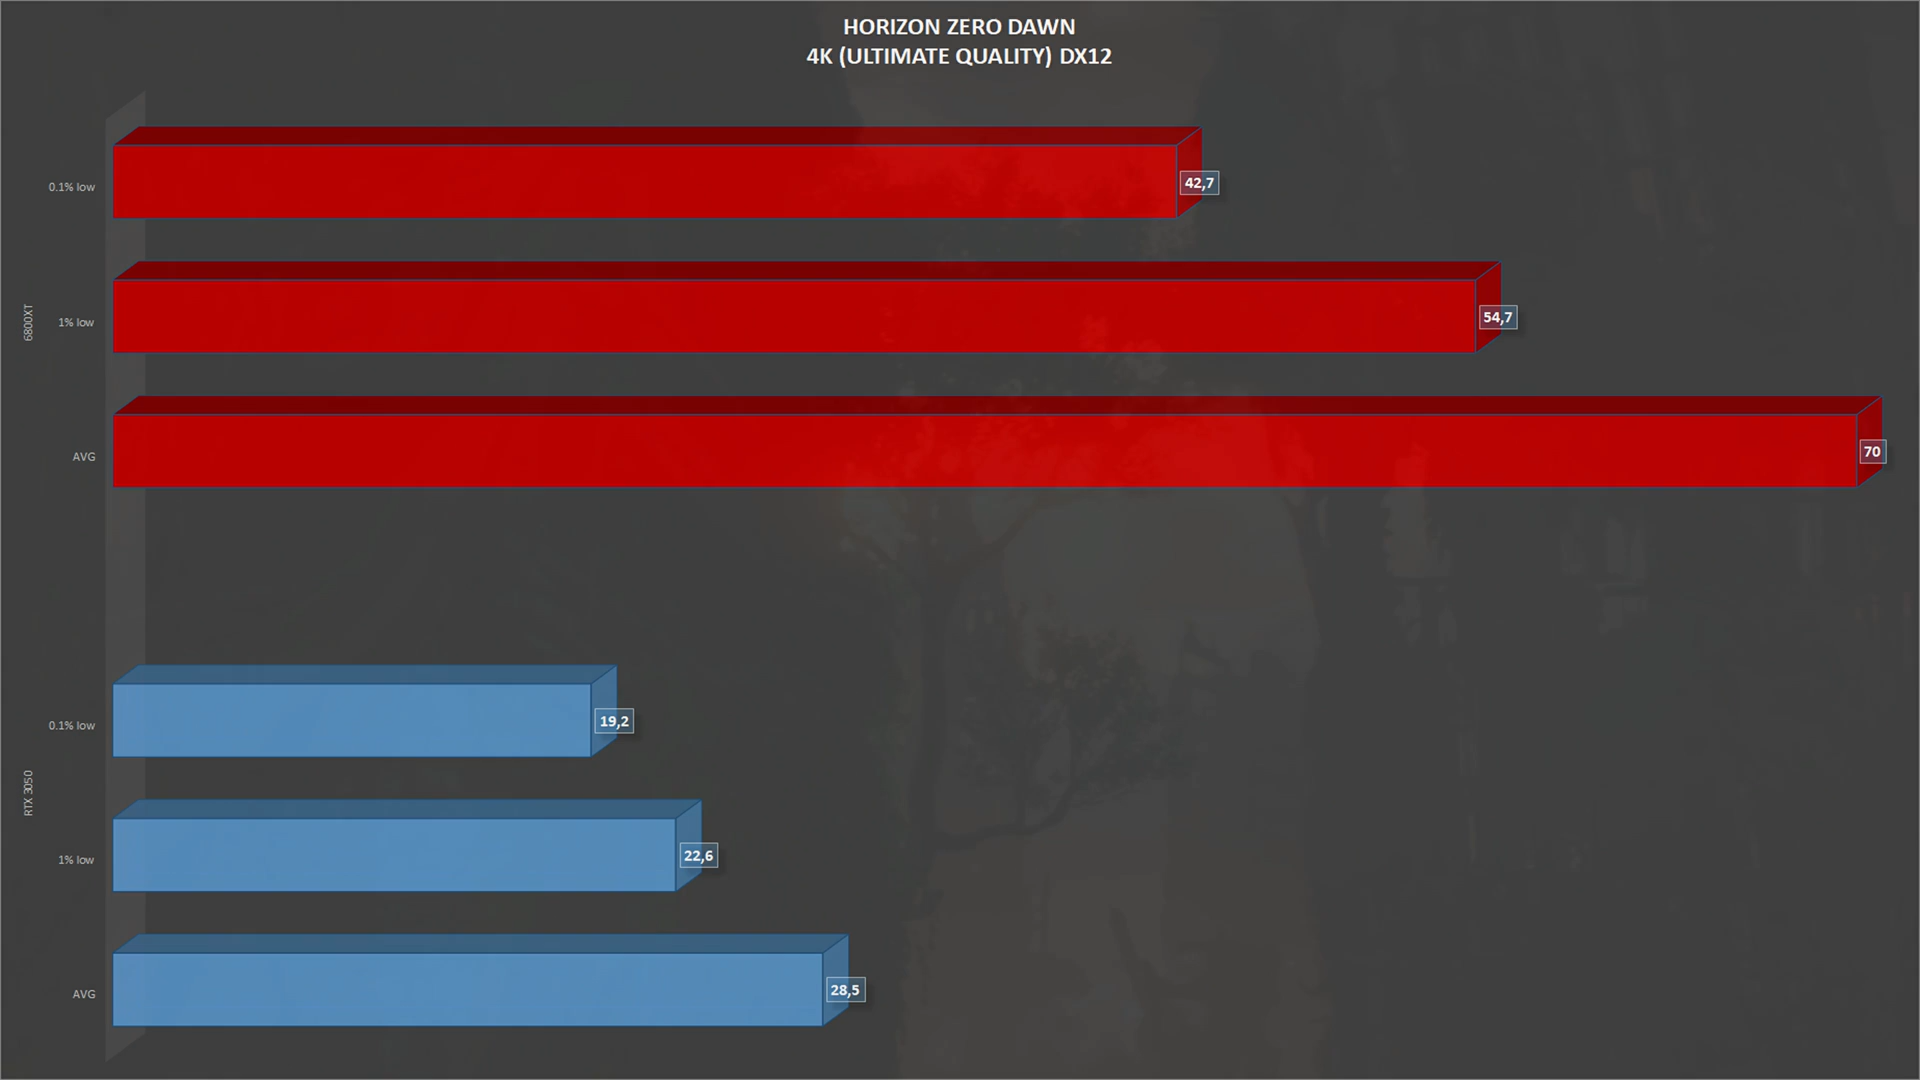 HORIZON ZERO DAWN
4K (ULTIMATE QUALITY) DX12
6800XT
0.1% low
42,7
1% low
54,7
AVG
70
RTX 3050
0.1% low
19,2
1% low
22,6
AVG
28,5